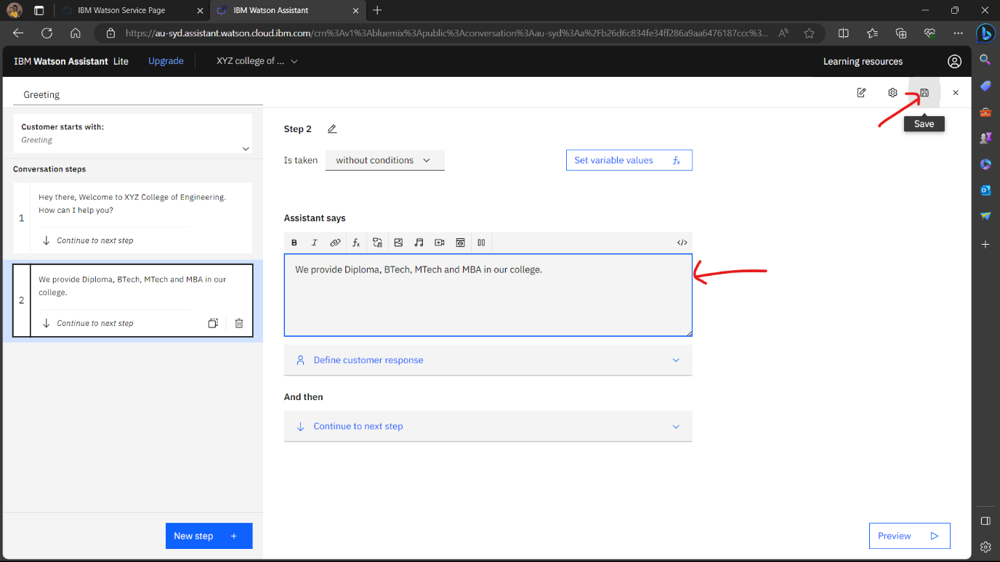 IBM Watson Service Page
IBM Watson Assistant
https://au-syd.assistant.watson.cloud.ibm.com/crn%3Av1%3Abluemix%3Apublic%3Aconversation%3Aau-syd%3Aa%2Fb26d6c834fe34ff286a9aa6476187ccc%3...
IBM Watson Assistant Lite
Upgrade
XYZ college of ...
Learning resources
Greeting
Save
Customer starts with:
Greeting
Conversation steps
1
Hey there, Welcome to XYZ College of Engineering.
How can I help you?
Continue to next step
2
We provide Diploma, BTech, MTech and MBA in our
college.
Continue to next step
New step +
Step 2
Is taken without conditions
Set variable values fx
Assistant says
B I fx </>
We provide Diploma, BTech, MTech and MBA in our college.
Define customer response
And then
Continue to next step
Preview